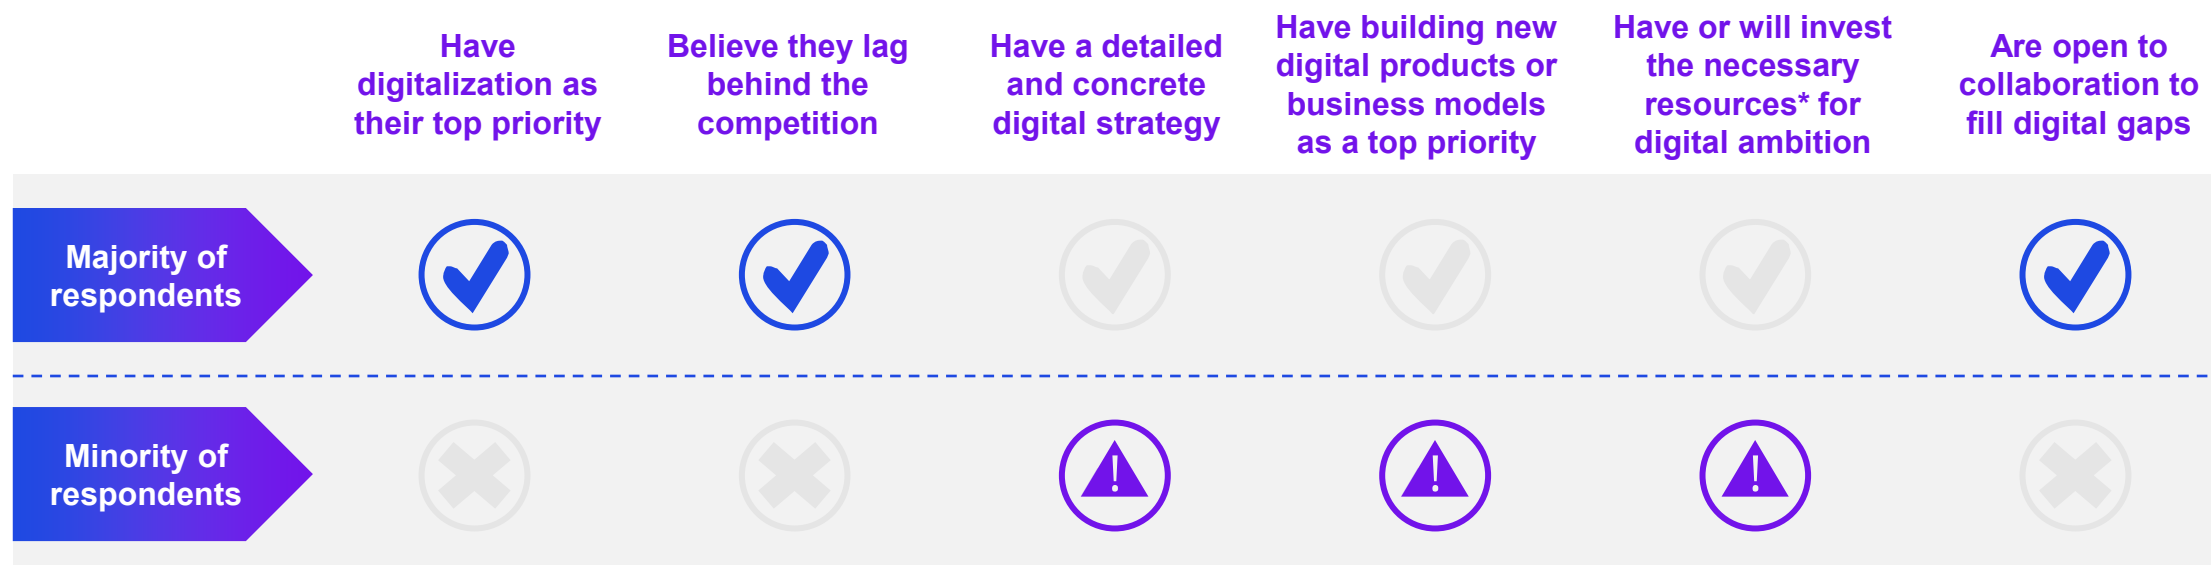 Have
digitalization as
their top priority
Believe they lag
behind the
competition
Have a detailed
and concrete
digital strategy
Have building new
digital products or
business models
as a top priority
Have or will invest
the necessary
resources* for
digital ambition
Are open to
collaboration to
fill digital gaps
Majority of
respondents
Minority of
respondents